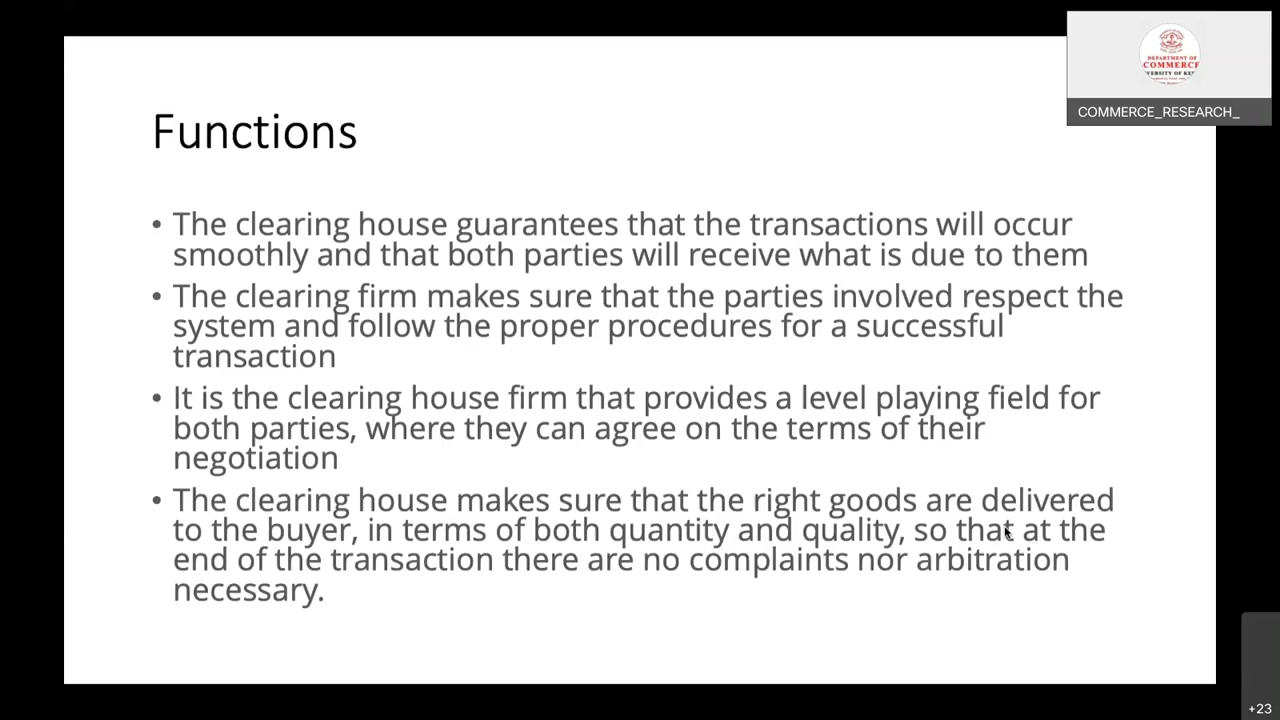 Functions
• The clearing house guarantees that the transactions will occur
smoothly and that both parties will receive what is due to them
• The clearing firm makes sure that the parties involved respect the
system and follow the proper procedures for a successful
transaction
• It is the clearing house firm that provides a level playing field for
both parties, where they can agree on the terms of their
negotiation
• The clearing house makes sure that the right goods are delivered
to the buyer, in terms of both quantity and quality, so that at the
end of the transaction there are no complaints nor arbitration
necessary.
DEPARTMENT OF
COMMERCE_RESEARCH_
+23